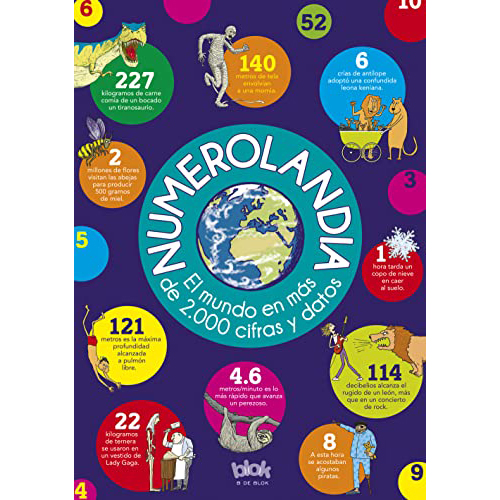 6
52
10
227
kilogramos de carne
comía de un bocado
un tiranosaurio.
140
metros de tela
envolvían
a una momia.
6
crías de antílope
adoptó una confundida
leona keniana.
2
millones de flores
visitan las abejas
para producir
500 gramos
de miel.
3
NUMEROLANDIA
El mundo en más
de 2.000 cifras y datos
5
1
hora tarda un
copo de nieve
en caer
al suelo.
121
metros es la máxima
profundidad
alcanzada
a pulmón
libre.
4.6
metros/minuto es lo
más rápido que avanza
un perezoso.
114
decibelios alcanza el
rugido de un león, más
que en un concierto
de rock.
22
kilogramos
de ternera
se usaron en
un vestido de
Lady Gaga.
8
A esta hora
se acostaban
algunos
piratas.
4
blok
B DE BLOK
9